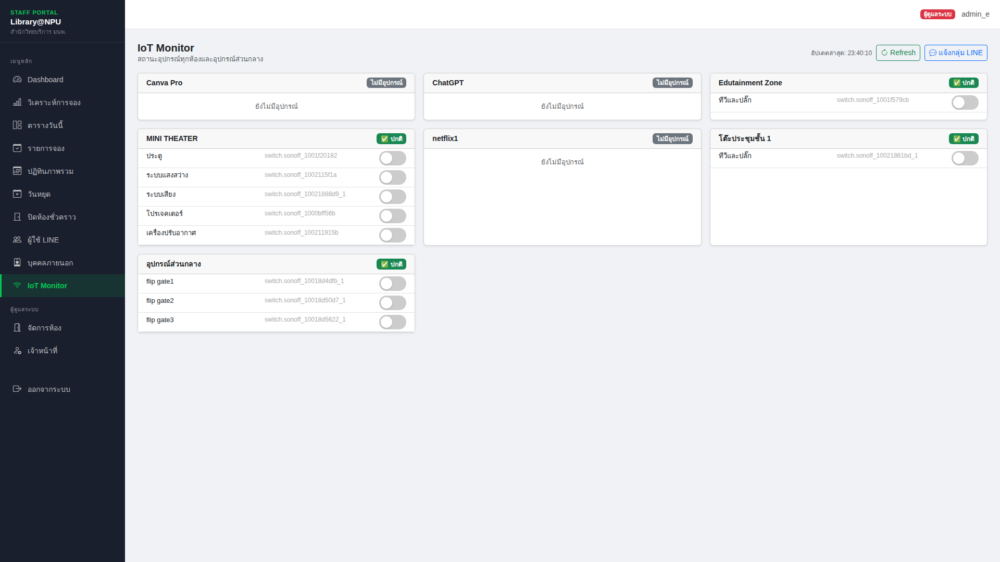 STAFF PORTAL
Library@NPU
สำนักวิทยบริการ มนพ.
เมนูหลัก
Dashboard
วิเคราะห์การจอง
ตารางวันนี้
รายการจอง
ปฏิทินภาพรวม
วันหยุด
ปิดห้องชั่วคราว
ผู้ใช้ LINE
บุคคลภายนอก
IoT Monitor
ผู้ดูแลระบบ
จัดการห้อง
เจ้าหน้าที่
ออกจากระบบ
ผู้ดูแลระบบ admin_e
IoT Monitor
สถานะอุปกรณ์ทุกห้องและอุปกรณ์ส่วนกลาง
อัปเดตล่าสุด: 23:40:10 Refresh แจ้งกลุ่ม LINE
Canva Pro ไม่มีอุปกรณ์
ยังไม่มีอุปกรณ์
ChatGPT ไม่มีอุปกรณ์
ยังไม่มีอุปกรณ์
Edutainment Zone ✅ ปกติ
ทีวีและปลั๊ก switch.sonoff_1001f579cb
MINI THEATER ✅ ปกติ
ประตู switch.sonoff_1001f20182
ระบบแสงสว่าง switch.sonoff_1002115f1a
ระบบเสียง switch.sonoff_10021888d9_1
โปรเจคเตอร์ switch.sonoff_1000bff56b
เครื่องปรับอากาศ switch.sonoff_100211915b
netflix1 ไม่มีอุปกรณ์
ยังไม่มีอุปกรณ์
โต๊ะประชุมชั้น 1 ✅ ปกติ
ทีวีและปลั๊ก switch.sonoff_10021861bd_1
อุปกรณ์ส่วนกลาง ✅ ปกติ
flip gate1 switch.sonoff_10018d4dfb_1
flip gate2 switch.sonoff_10018d50d7_1
flip gate3 switch.sonoff_10018d5622_1